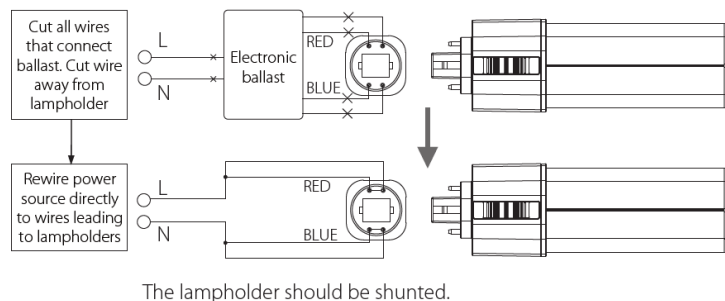 Cut all wires
that connect
ballast. Cut wire
away from
lampholder
L
N
Electronic
ballast
RED
BLUE
Rewire power
source directly
to wires leading
to lampholders
L
N
RED
BLUE
The lampholder should be shunted.